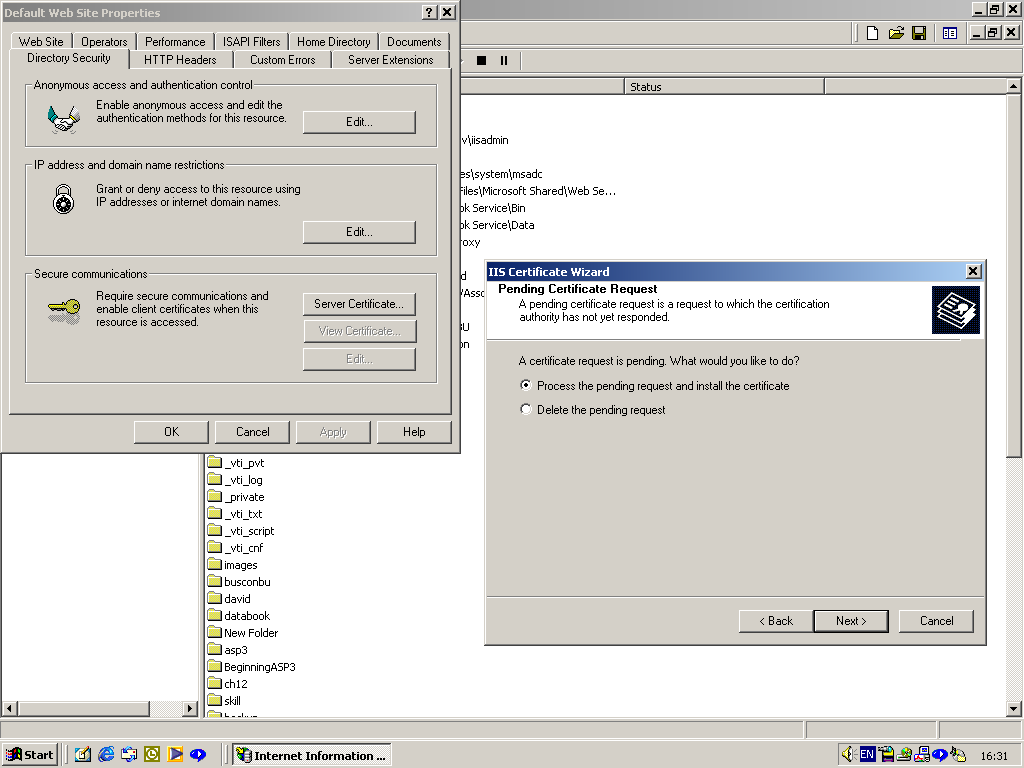 Default Web Site Properties
Web Site
Operators
Performance
ISAPI Filters
Home Directory
Documents
Directory Security
HTTP Headers
Custom Errors
Server Extensions
Anonymous access and authentication control
Enable anonymous access and edit the
authentication methods for this resource.
Edit...
IP address and domain name restrictions
Grant or deny access to this resource using
IP addresses or internet domain names.
Edit...
Secure communications
Require secure communications and
enable client certificates when this
resource is accessed.
Server Certificate...
View Certificate...
Edit...
OK
Cancel
Apply
Help
Status
v\iisadmin
es\system\msadc
Files\Microsoft Shared\Web Se...
ok Service\Bin
ok Service\Data
roxy
d
\Asso
BU
on
IIS Certificate Wizard
Pending Certificate Request
A pending certificate request is a request to which the certification
authority has not yet responded.
A certificate request is pending. What would you like to do?
Process the pending request and install the certificate
Delete the pending request
< Back
Next >
Cancel
_vti_pvt
_vti_log
_private
_vti_txt
_vti_script
_vti_cnf
images
busconbu
david
databook
New Folder
asp3
BeginningASP3
ch12
skill
Start
Internet Information ...
EN
16:31